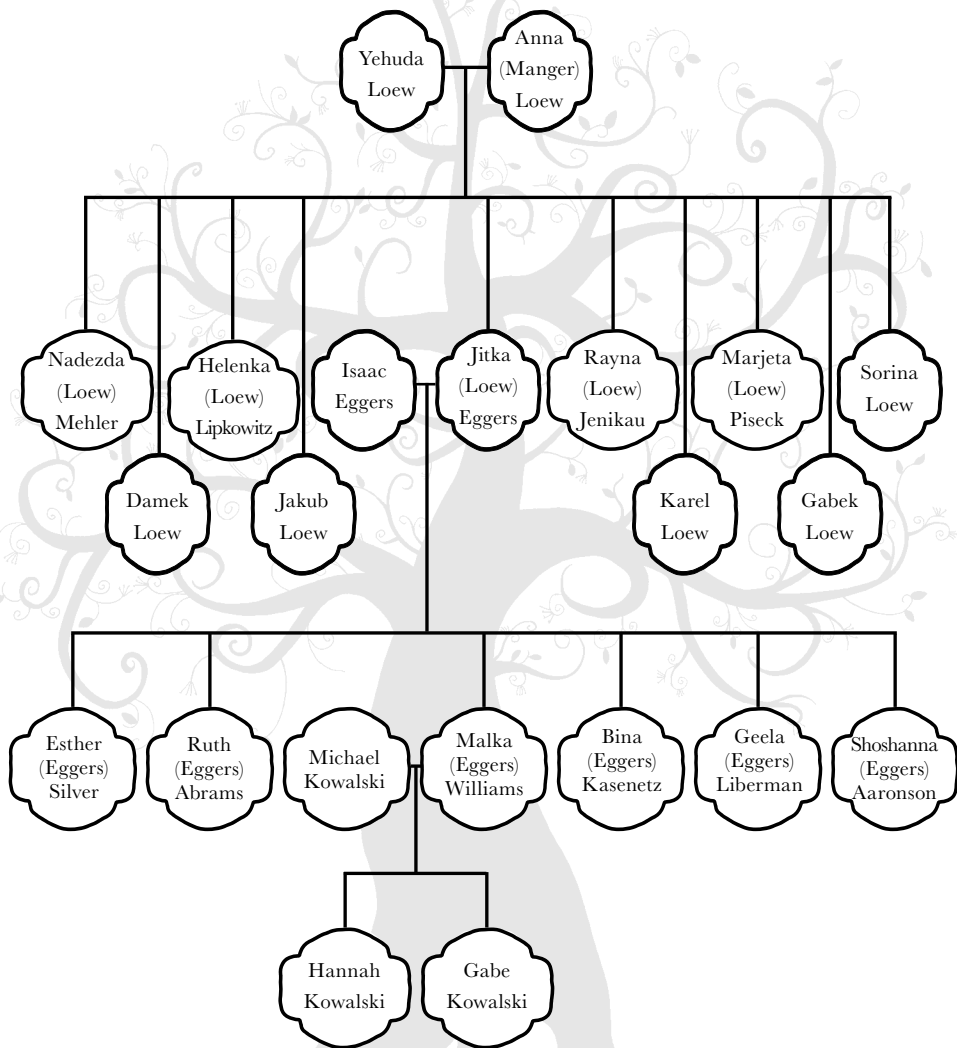 Yehuda
Loew
Anna
(Manger)
Loew
Nadezda
(Loew)
Mehler
Helenka
(Loew)
Lipkowitz
Isaac
Eggers
Jitka
(Loew)
Eggers
Rayna
(Loew)
Jenikau
Marjeta
(Loew)
Piseck
Sorina
Loew
Damek
Loew
Jakub
Loew
Karel
Loew
Gabek
Loew
Esther
(Eggers)
Silver
Ruth
(Eggers)
Abrams
Michael
Kowalski
Malka
(Eggers)
Williams
Bina
(Eggers)
Kasenetz
Geela
(Eggers)
Liberman
Shoshanna
(Eggers)
Aaronson
Hannah
Kowalski
Gabe
Kowalski